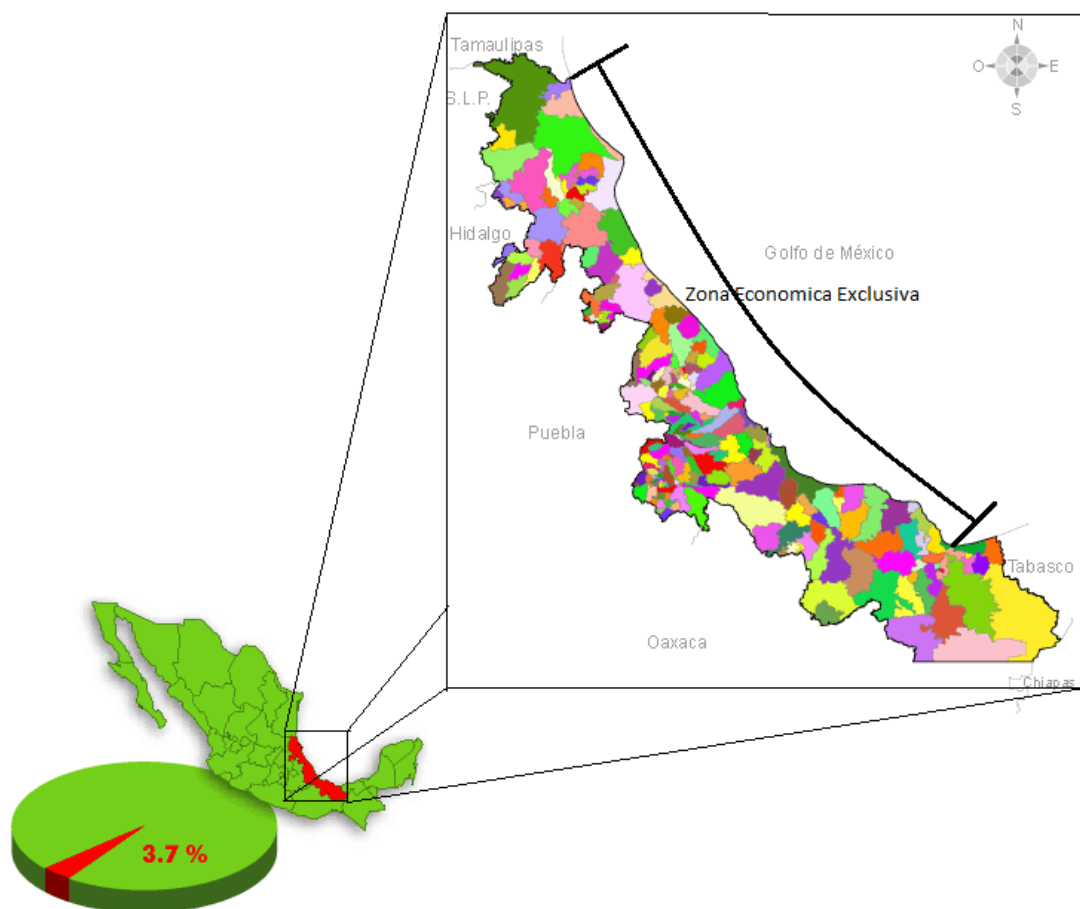 Tamaulipas
N
O
E
S
S.L.P.
Hidalgo
Golfo de México
Zona Economica Exclusiva
Puebla
Tabasco
Oaxaca
Chiapas
3.7 %